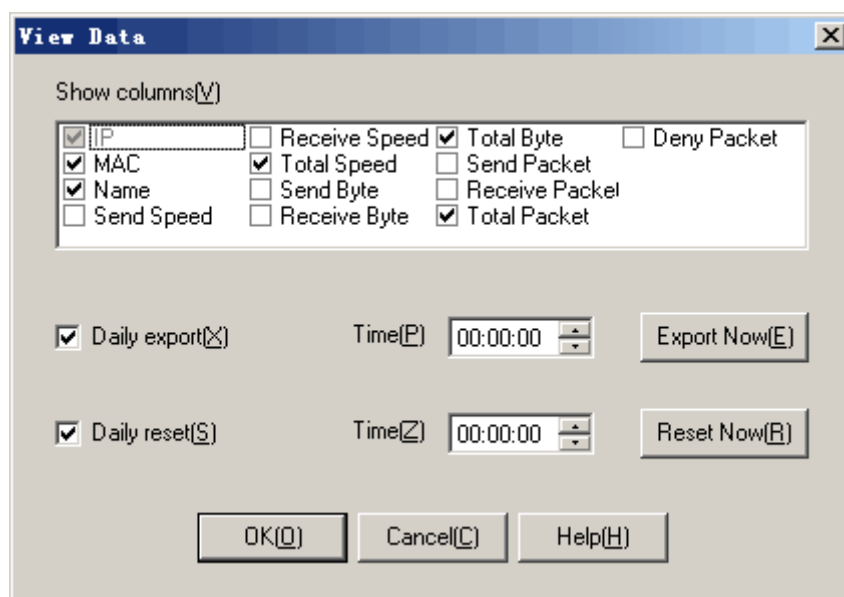 View Data
Show columns(V)
IP Receive Speed Total Byte Deny Packet
MAC Total Speed Send Packet
Name Send Byte Receive Packet
Send Speed Receive Byte Total Packet
Daily export(X) Time(P) 00:00:00 Export Now(E)
Daily reset(S) Time(Z) 00:00:00 Reset Now(R)
OK(O) Cancel(C) Help(H)